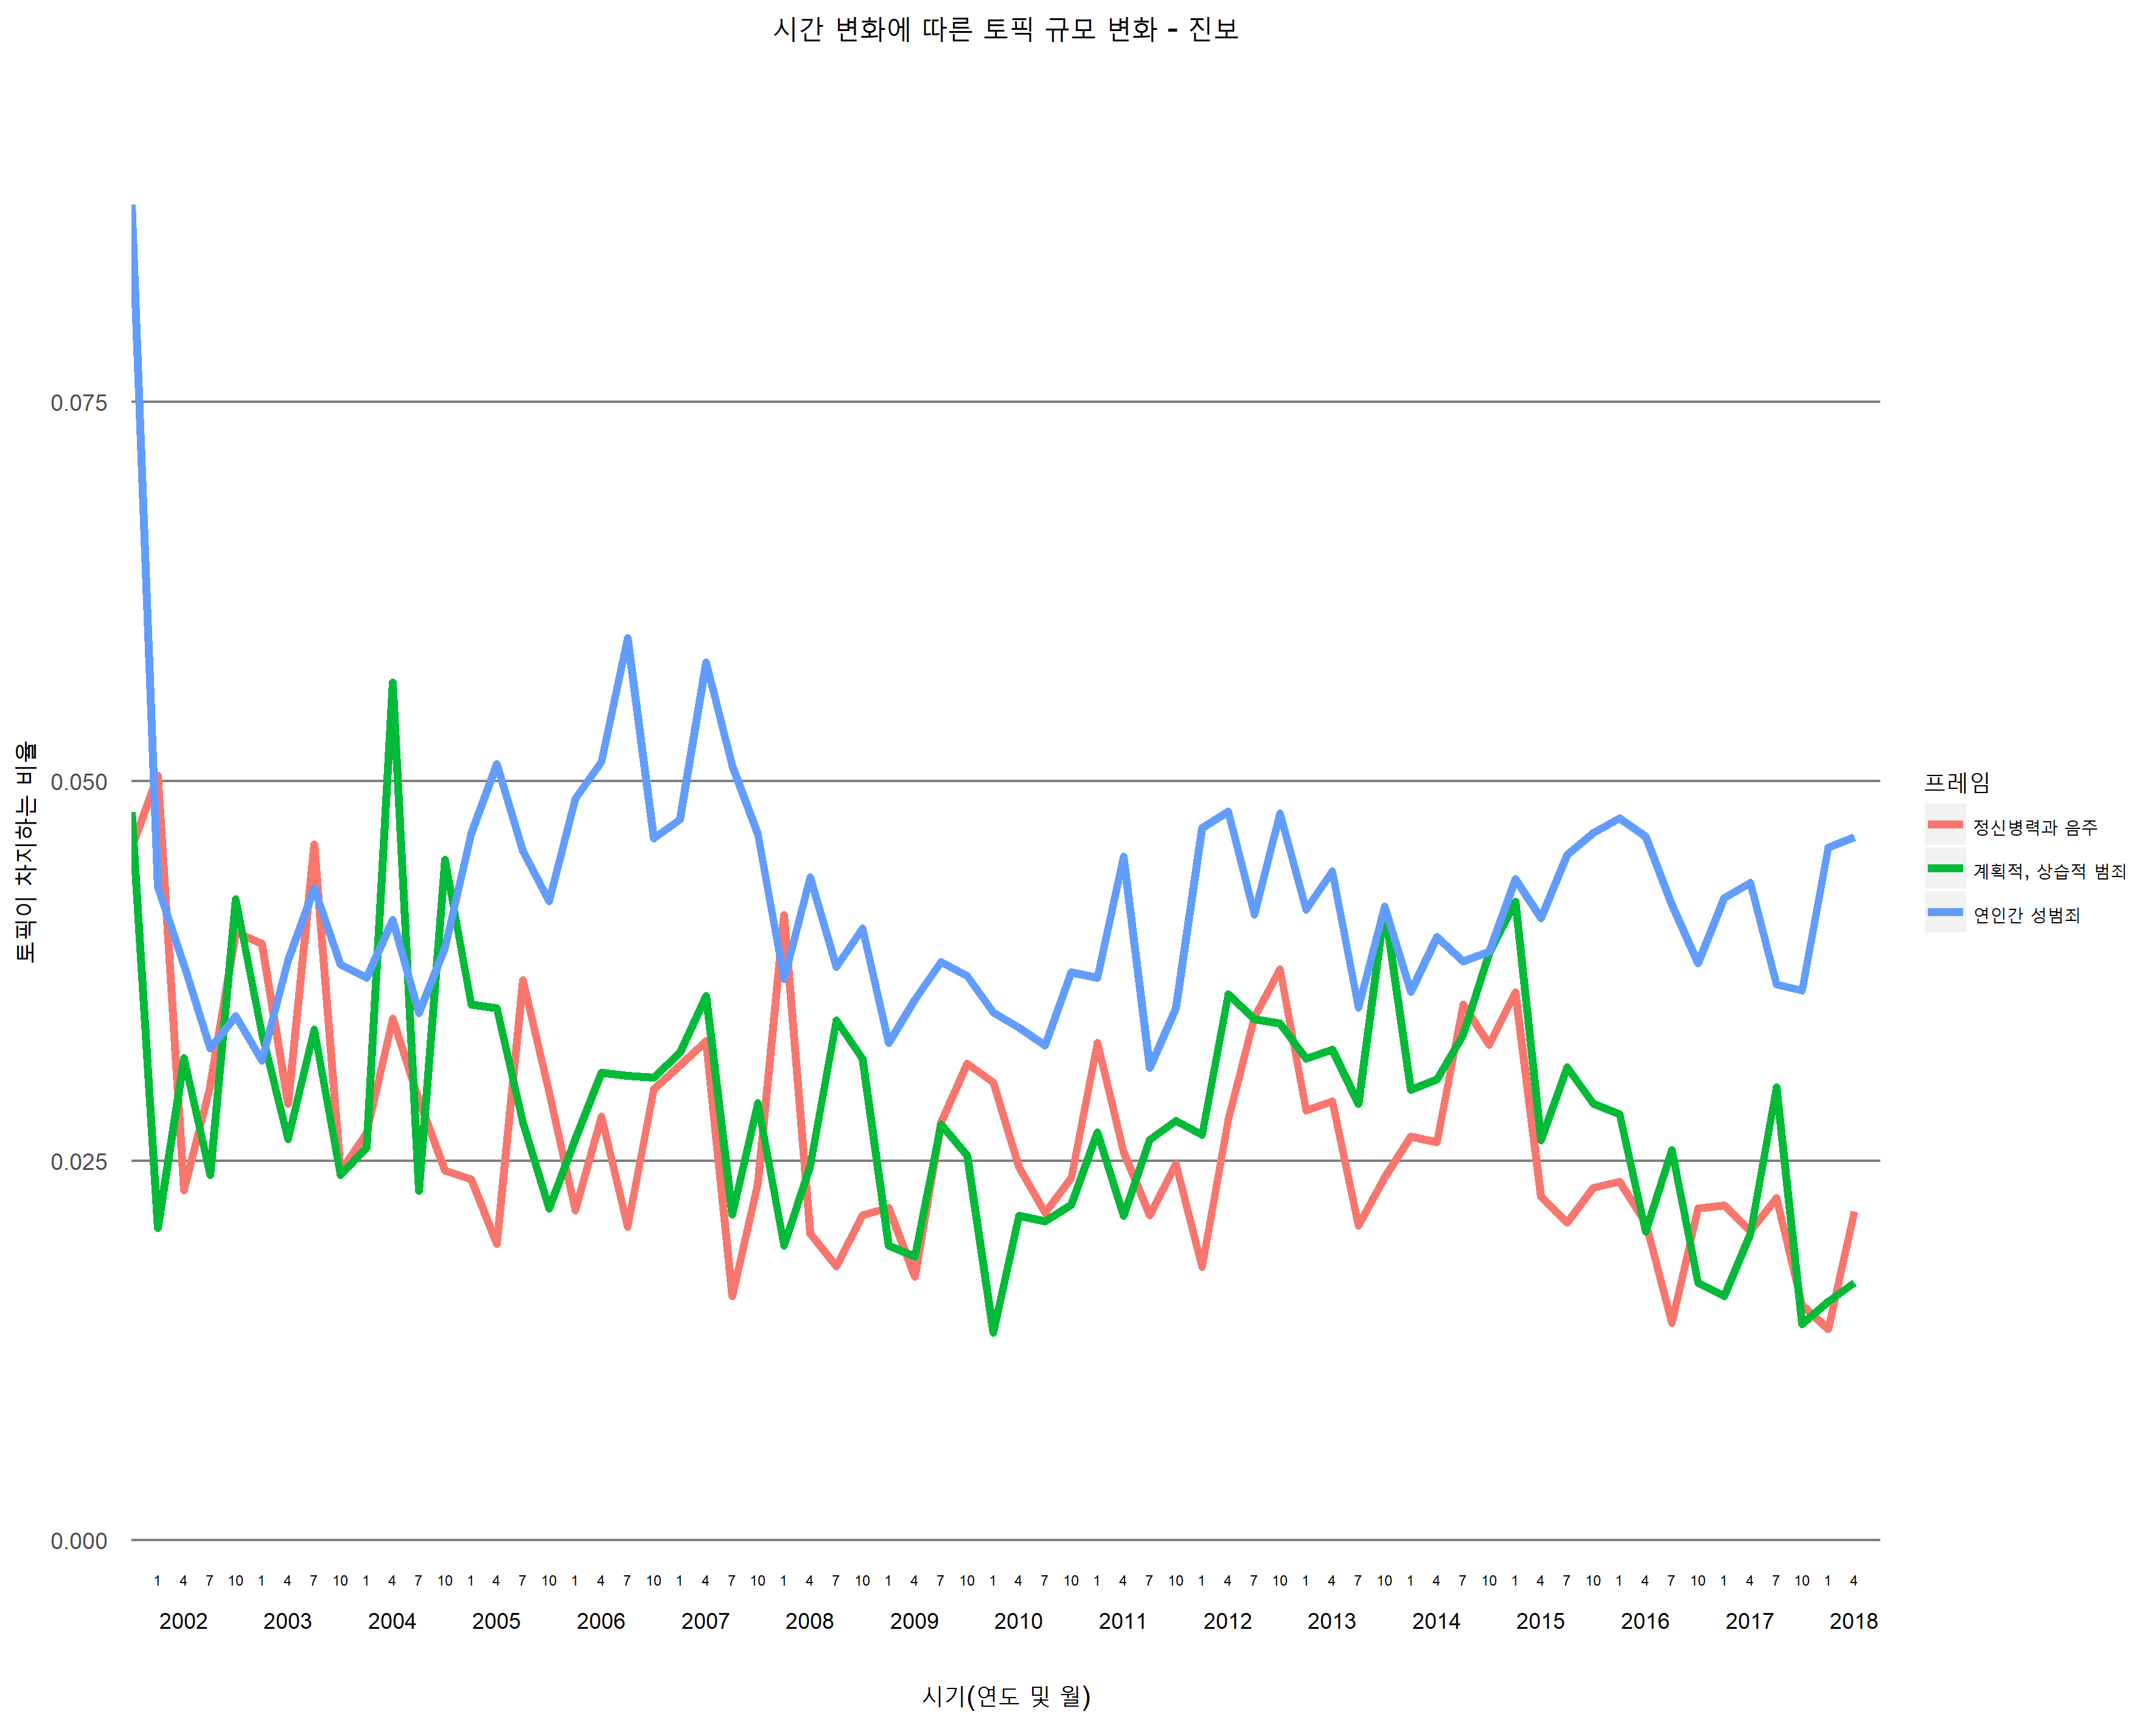 시간 변화에 따른 토픽 규모 변화 - 진보
토픽이 차지하는 비율
0.075
0.050
0.025
0.000
1 4 7 10 1 4 7 10 1 4 7 10 1 4 7 10 1 4 7 10 1 4 7 10 1 4 7 10 1 4 7 10 1 4 7 10 1 4 7 10 1 4 7 10 1 4 7 10 1 4 7 10 1 4 7 10 1 4 7 10 1 4 7 10 1 4
2002 2003 2004 2005 2006 2007 2008 2009 2010 2011 2012 2013 2014 2015 2016 2017 2018
시기(연도 및 월)
프레임
정신병력과 음주
계획적, 상습적 범죄
연인간 성범죄